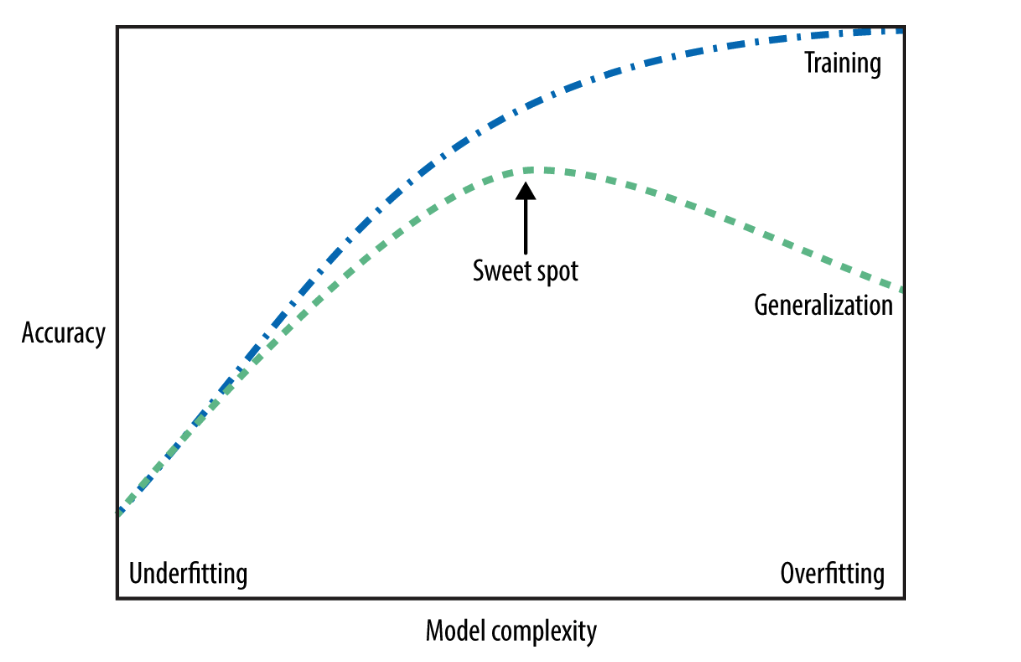 Training
Sweet spot
Generalization
Accuracy
Underfitting
Overfitting
Model complexity